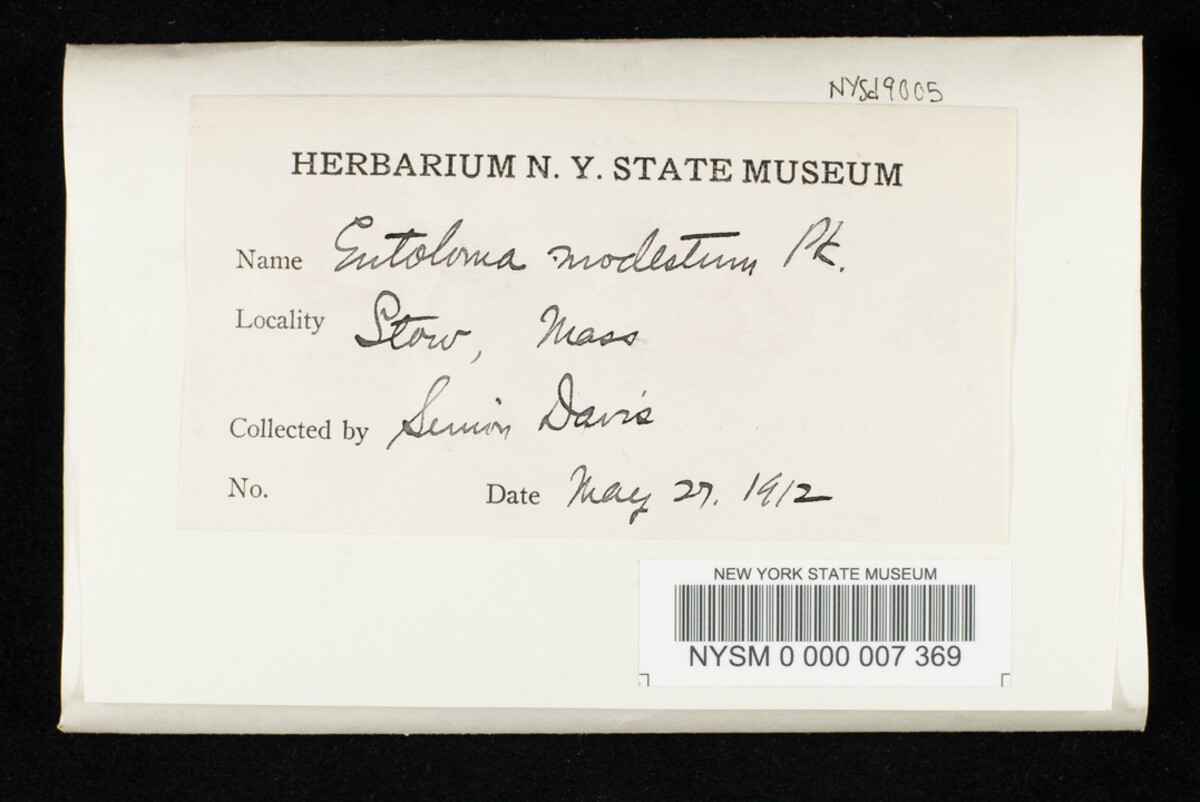 NYSd9005
HERBARIUM N. Y. STATE MUSEUM
Name Entoloma modestum Pk.
Locality Stow, Mass
Collected by Simon Davis
No. Date May 27. 1912
NEW YORK STATE MUSEUM
NYSM 0 000 007 369